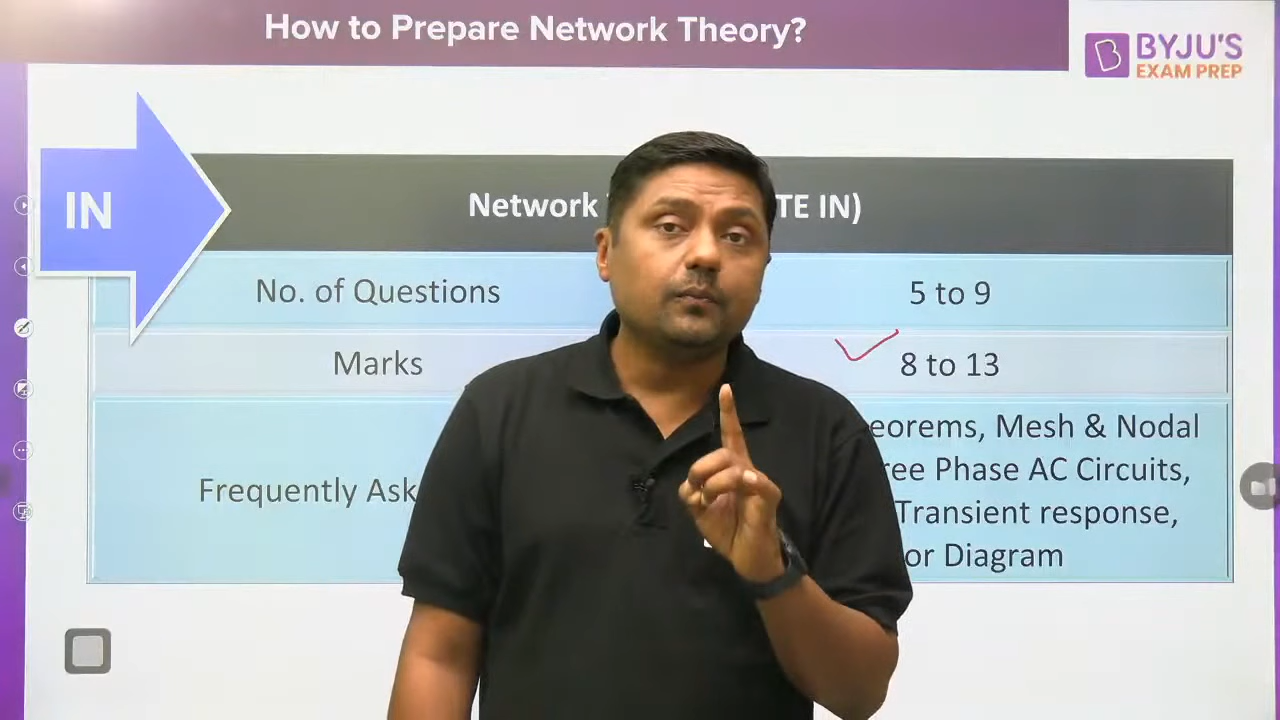 How to Prepare Network Theory?
BYJU'S
EXAM PREP
IN
Network TE IN)
No. of Questions 5 to 9
Marks 8 to 13
Frequently Ask
eorems, Mesh & Nodal
ree Phase AC Circuits,
Transient response,
or Diagram